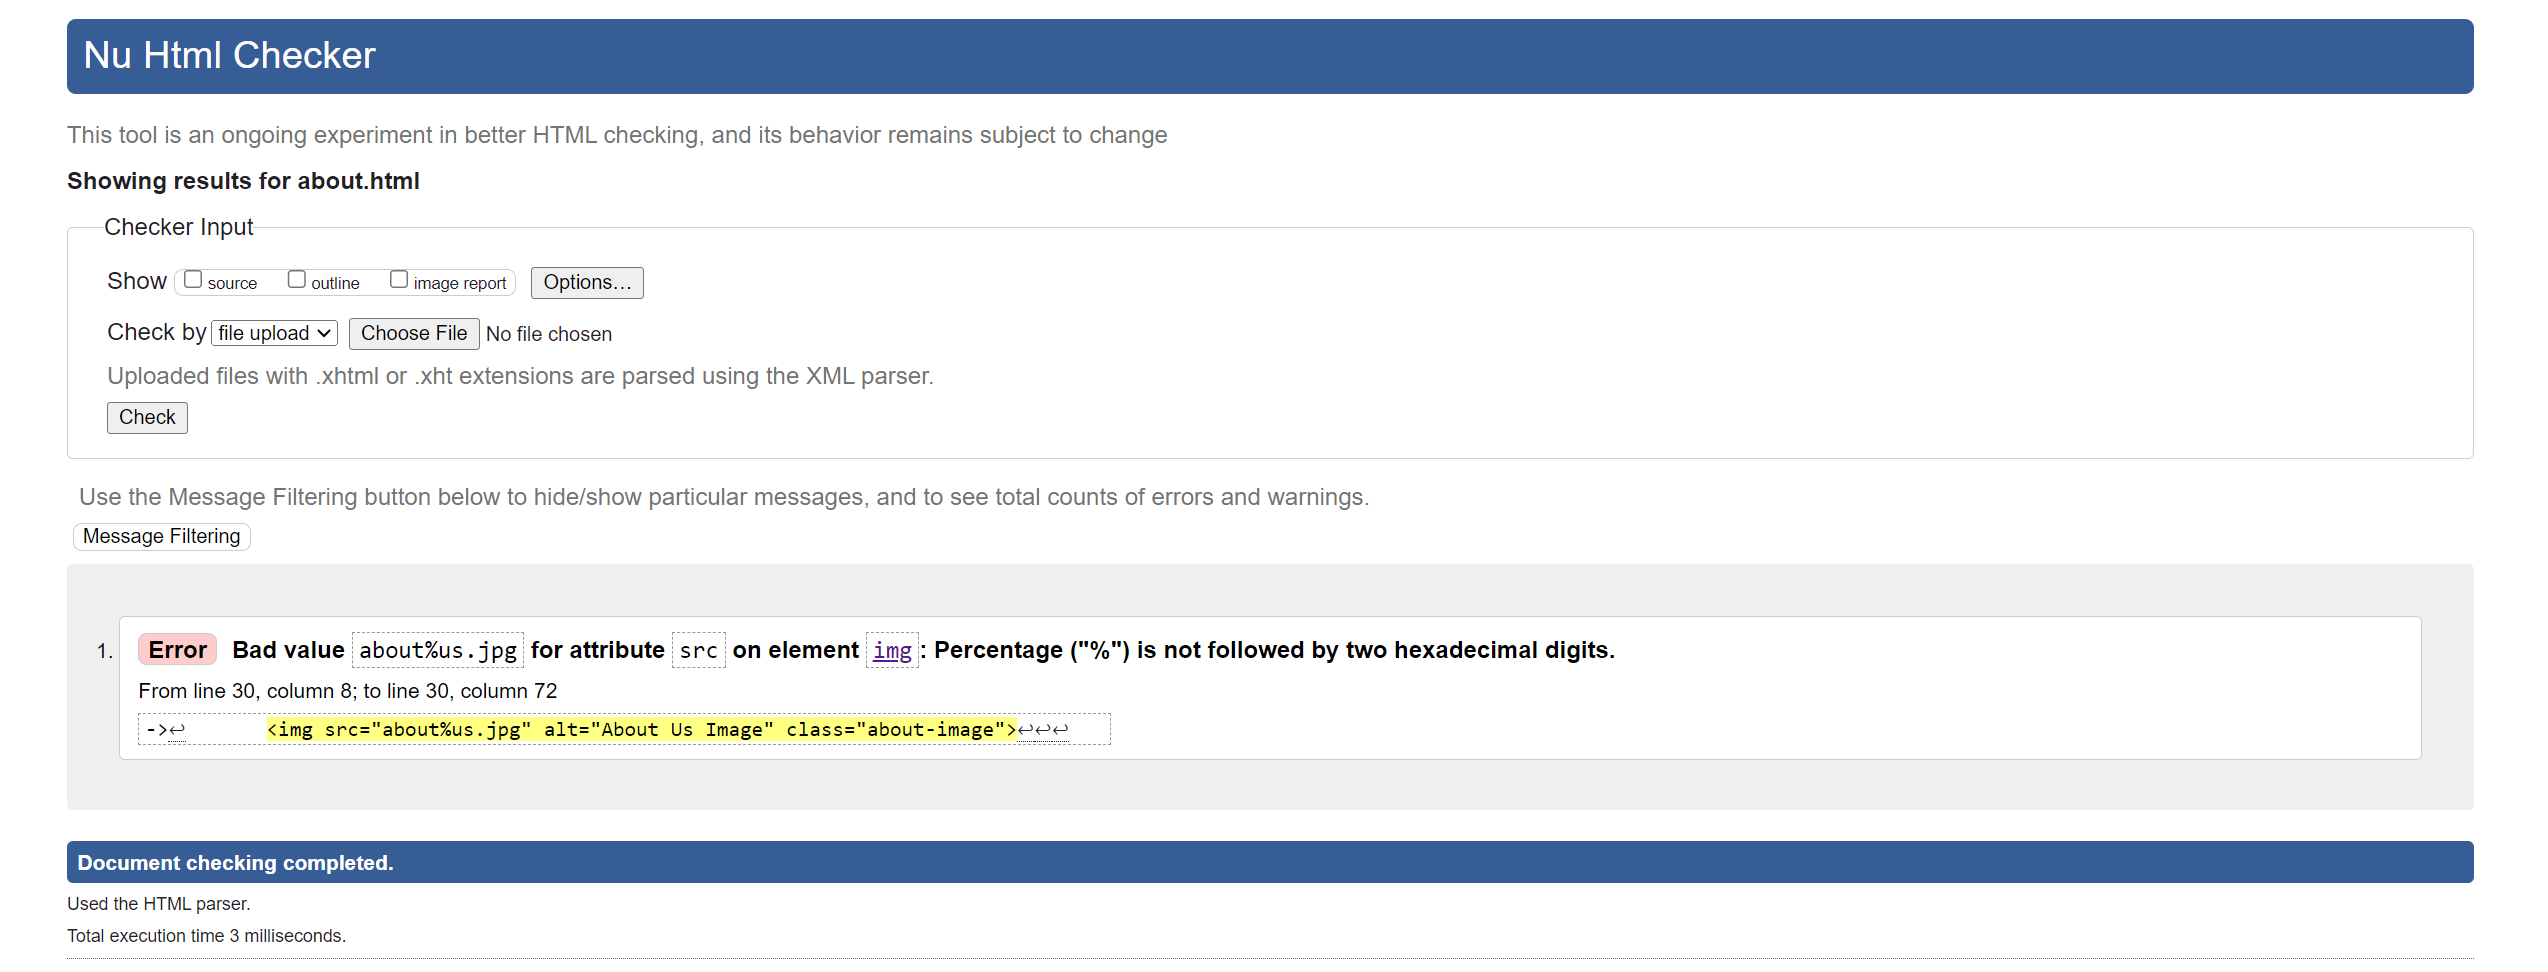 Nu Html Checker
This tool is an ongoing experiment in better HTML checking, and its behavior remains subject to change
Showing results for about.html
Checker Input
Show source outline image report Options...
Check by file upload Choose File No file chosen
Uploaded files with .xhtml or .xht extensions are parsed using the XML parser.
Check
Use the Message Filtering button below to hide/show particular messages, and to see total counts of errors and warnings.
Message Filtering
1. Error Bad value about%us.jpg for attribute src on element img: Percentage ("%") is not followed by two hexadecimal digits.
From line 30, column 8; to line 30, column 72
->↩ <img src="about%us.jpg" alt="About Us Image" class="about-image">↩↩↩
Document checking completed.
Used the HTML parser.
Total execution time 3 milliseconds.